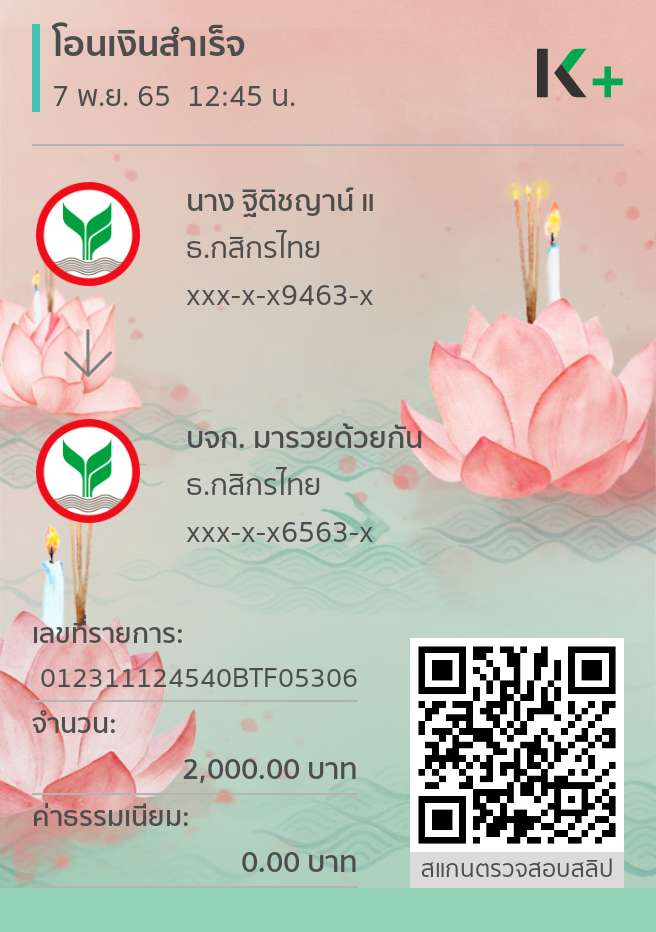 โอนเงินสำเร็จ
7 พ.ย. 65 12:45 น.
K+
นาง ฐิติชญาน์ แ
ธ.กสิกรไทย
xxx-x-x9463-x
บจก. มารวยด้วยกัน
ธ.กสิกรไทย
xxx-x-x6563-x
เลขที่รายการ:
012311124540BTF05306
จำนวน:
2,000.00 บาท
ค่าธรรมเนียม:
0.00 บาท
สแกนตรวจสอบสลิป